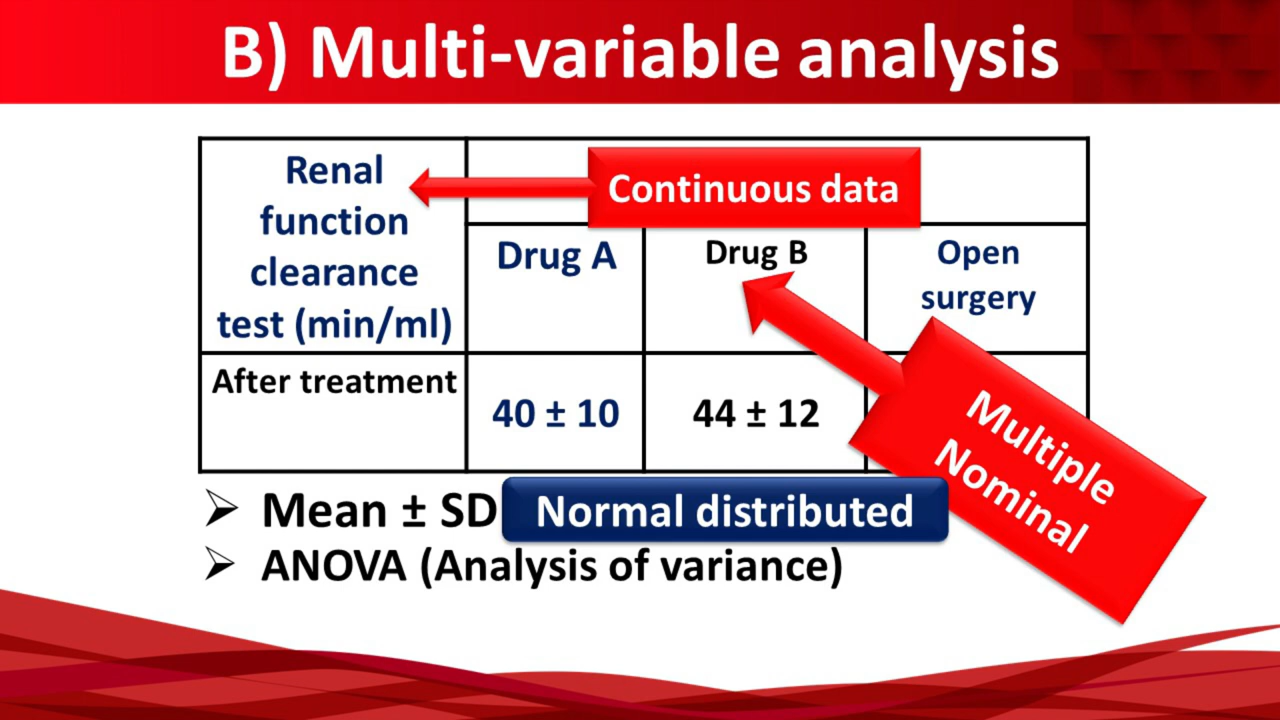 B) Multi-variable analysis
Renal
function
clearance
test (min/ml)
Continuous data
Drug A
Drug B
Open
surgery
After treatment
40 ± 10
44 ± 12
Multiple
Nominal
➢ Mean ± SD
Normal distributed
➢ ANOVA (Analysis of variance)